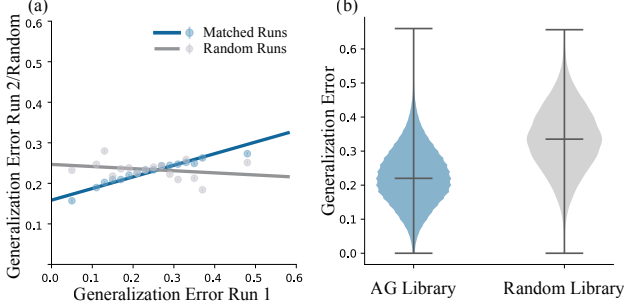 (a)
Matched Runs
Random Runs
Generalization Error Run 2/Random
0.5
0.4
0.3
0.2
0.1
0.0 0.1 0.2 0.3 0.4 0.5 0.6
Generalization Error Run 1
(b)
Generalization Error
0.6
0.5
0.4
0.3
0.2
0.1
0.0
AG Library Random Library